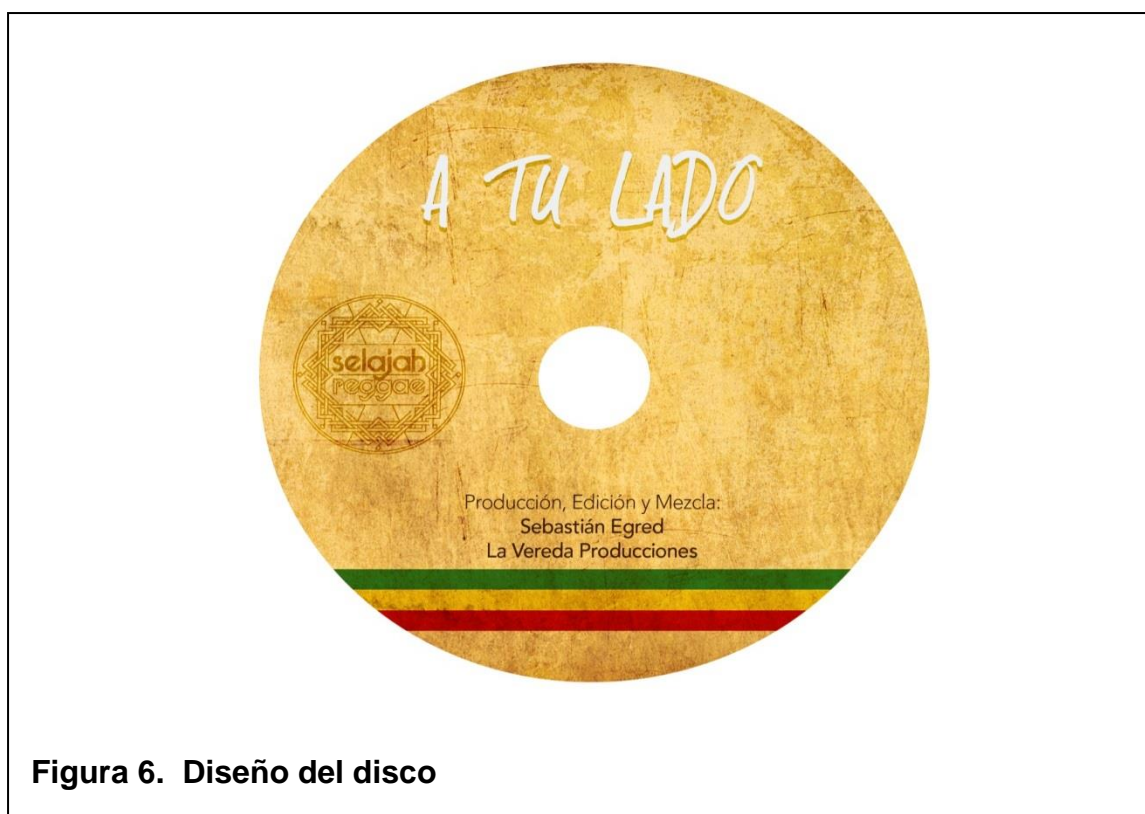 A TU LADO
selajah
reggae
Producción, Edición y Mezcla:
Sebastián Egred
La Vereda Producciones
Figura 6. Diseño del disco